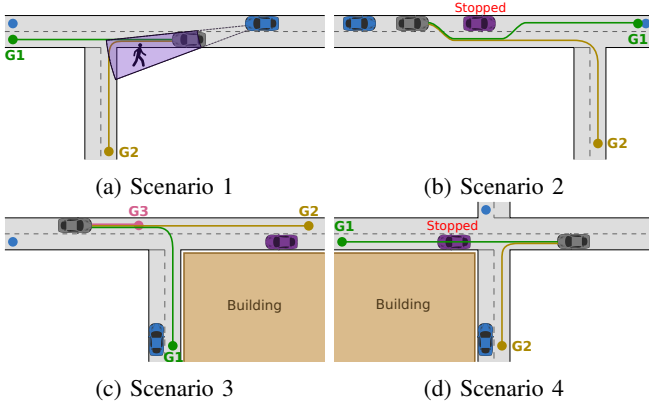 G1
G2
(a) Scenario 1
Stopped
G1
G2
(b) Scenario 2
G3
G2
Building
G1
(c) Scenario 3
G1
Stopped
Building
G2
(d) Scenario 4